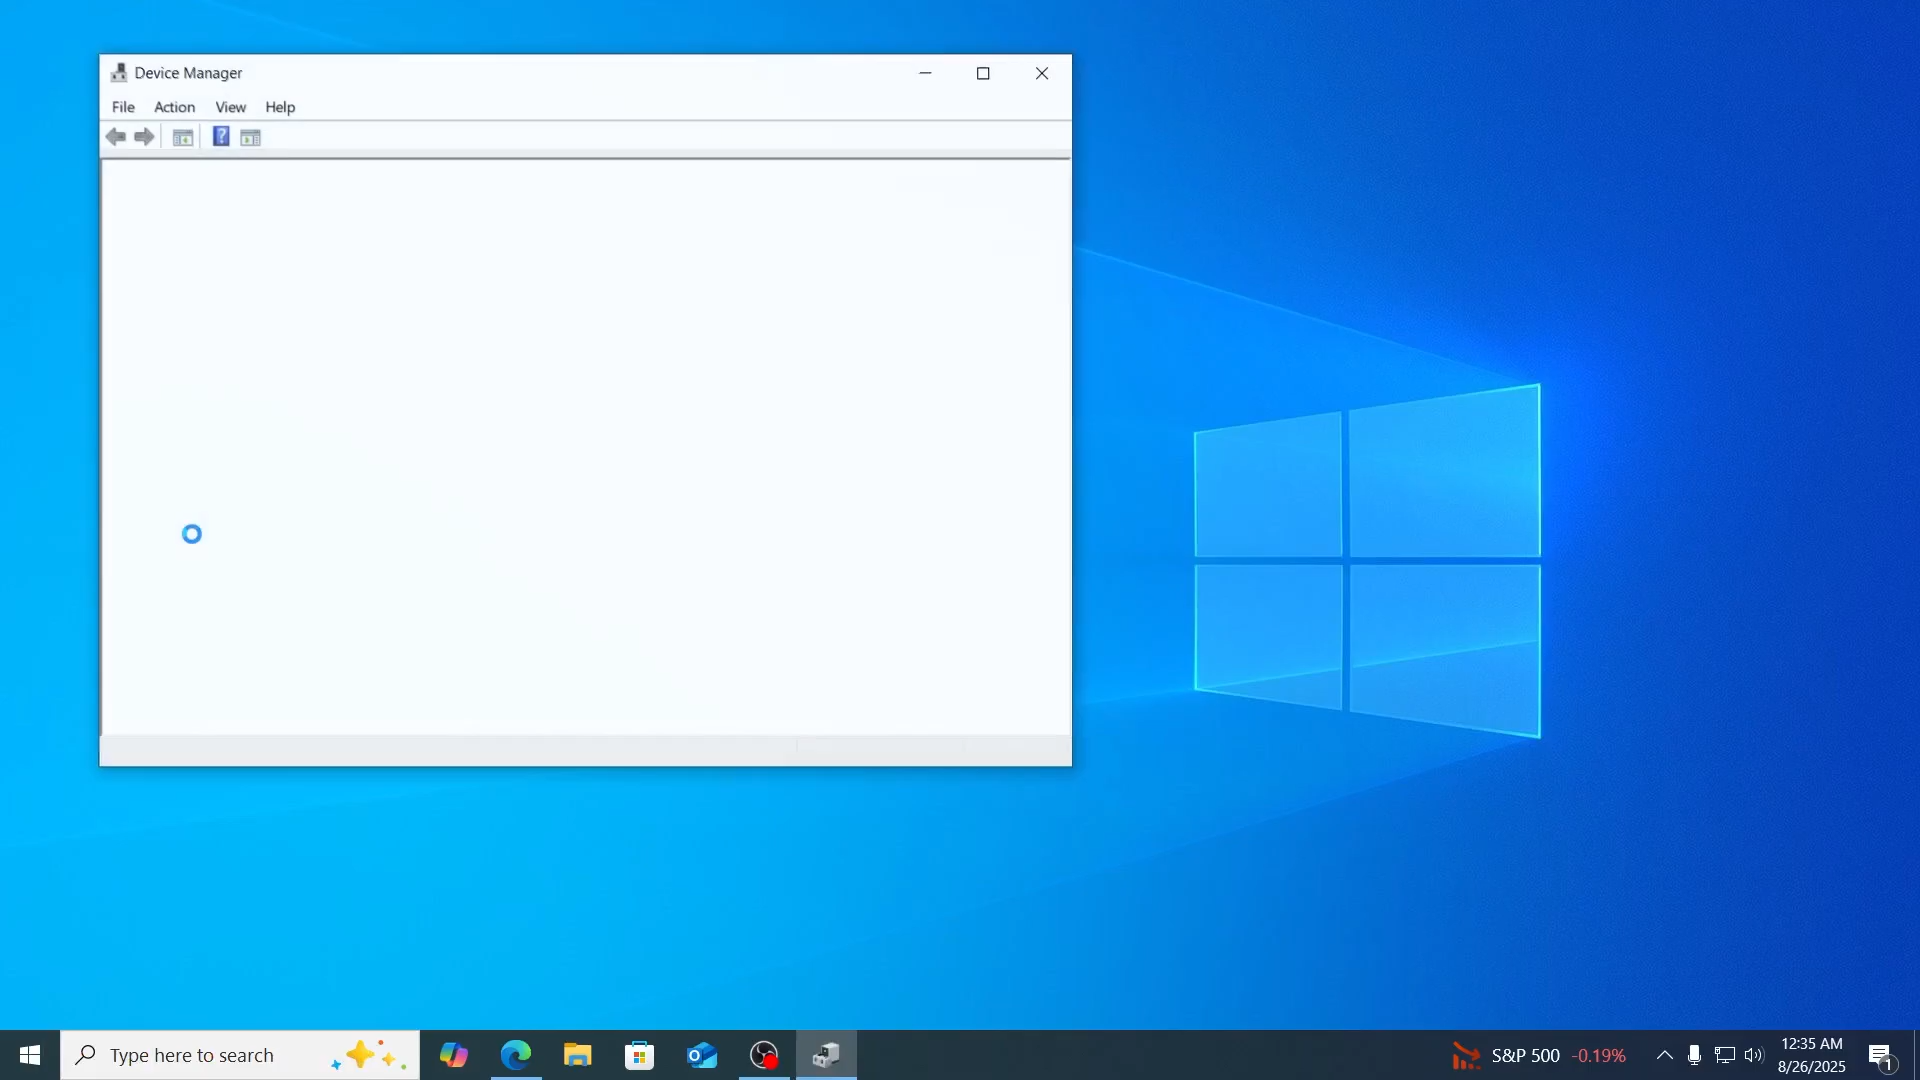 Device Manager
File Action View Help
?
Type here to search
S&P 500 -0.19%
12:35 AM
8/26/2025
1